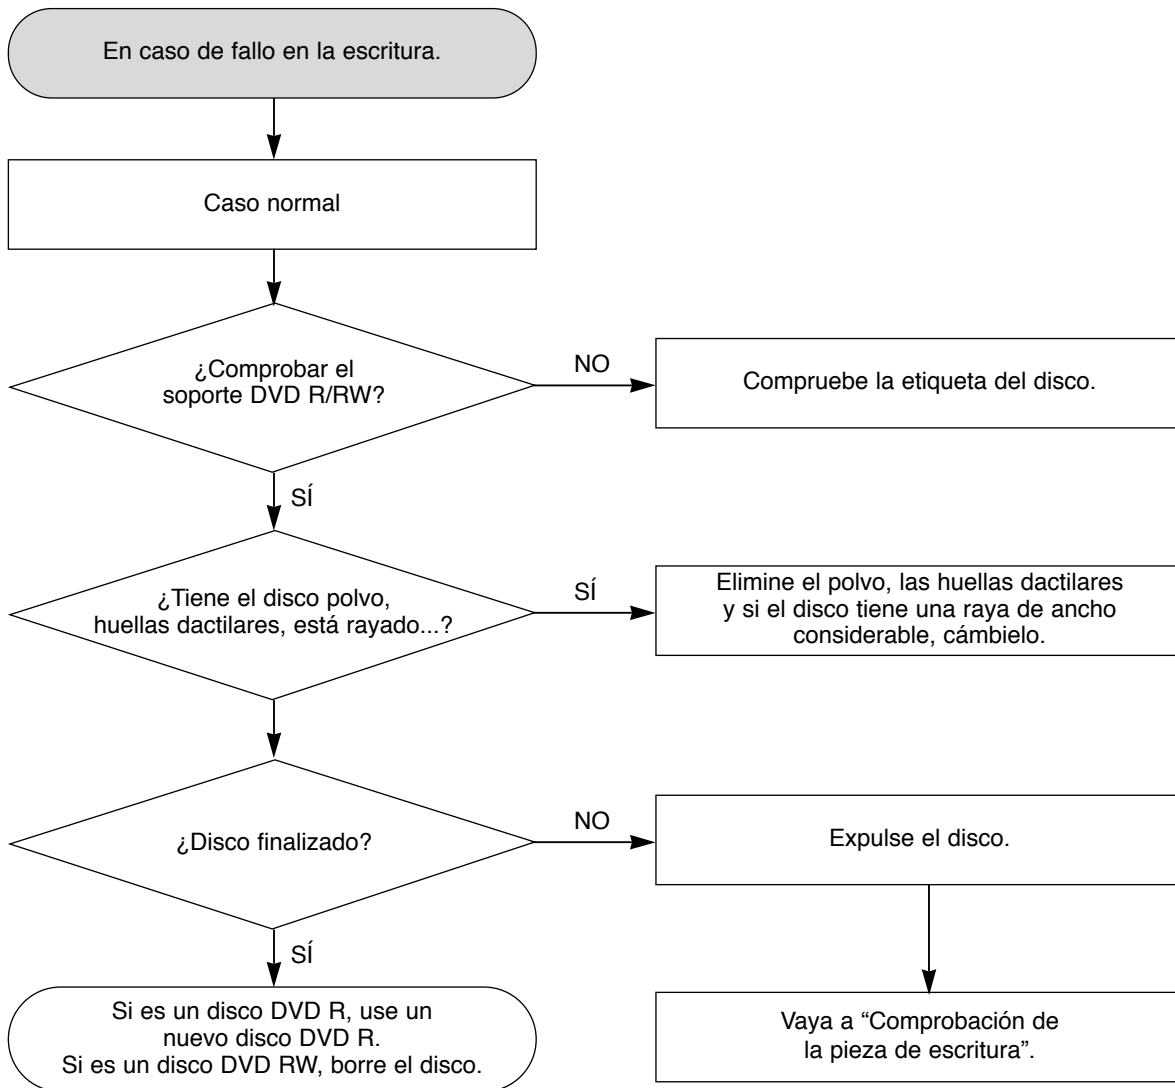 En caso de fallo en la escritura.
Caso normal
¿Comprobar el
soporte DVD R/RW?
NO
Compruebe la etiqueta del disco.
SÍ
¿Tiene el disco polvo,
huellas dactilares, está rayado...?
SÍ
Elimine el polvo, las huellas dactilares
y si el disco tiene una raya de ancho
considerable, cámbielo.
¿Disco finalizado?
NO
Expulse el disco.
SÍ
Si es un disco DVD R, use un
nuevo disco DVD R.
Si es un disco DVD RW, borre el disco.
Vaya a “Comprobación de
la pieza de escritura”.